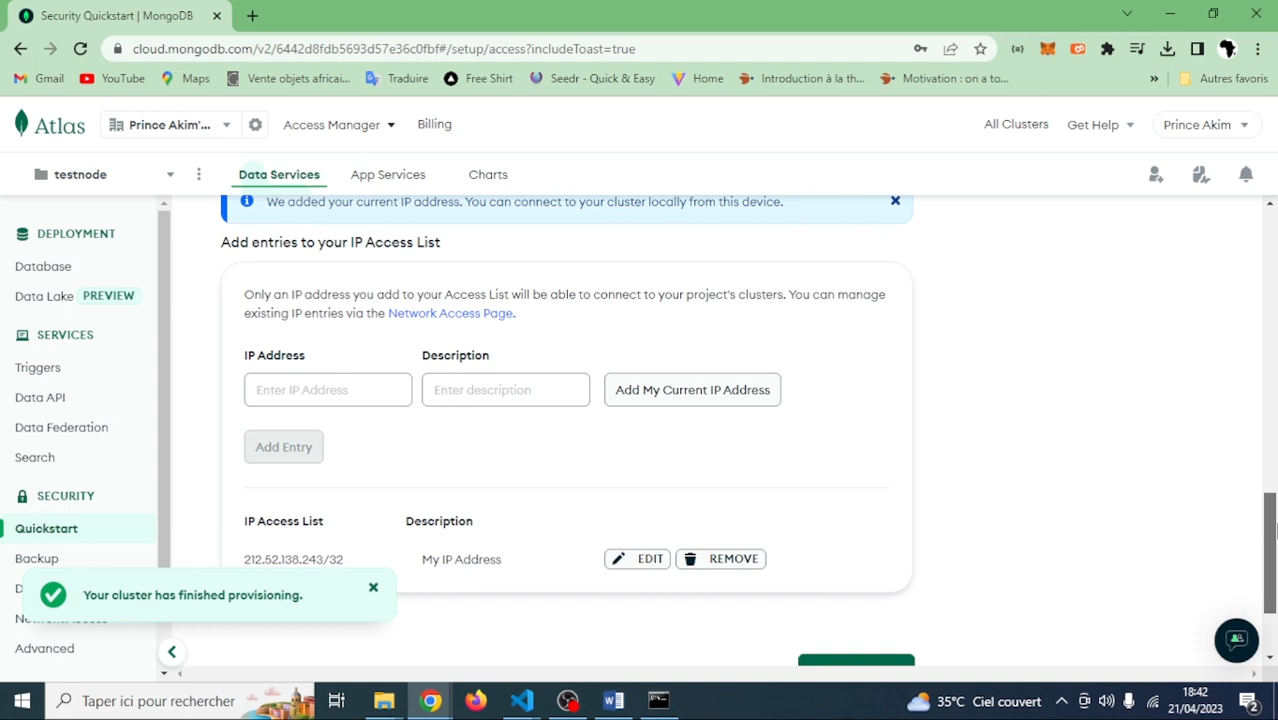 Security Quickstart | MongoDB
cloud.mongodb.com/v2/6442d8fdb5693d57e36c0fbf#/setup/access?includeToast=true
Gmail
YouTube
Maps
Vente objets africai...
Traduire
Free Shirt
Seedr - Quick & Easy
Home
Introduction à la th...
Motivation : on a to...
»
Autres favoris
Atlas
Prince Akim'...
Access Manager
Billing
All Clusters
Get Help
Prince Akim
testnode
Data Services
App Services
Charts
DEPLOYMENT
Database
Data Lake PREVIEW
SERVICES
Triggers
Data API
Data Federation
Search
SECURITY
Quickstart
Backup
Advanced
We added your current IP address. You can connect to your cluster locally from this device.
Add entries to your IP Access List
Only an IP address you add to your Access List will be able to connect to your project's clusters. You can manage
existing IP entries via the Network Access Page.
IP Address Description
Enter IP Address Enter description Add My Current IP Address
Add Entry
IP Access List Description
212.52.138.243/32 My IP Address EDIT REMOVE
Your cluster has finished provisioning.
Taper ici pour rechercher
35°C Ciel couvert
18:42
21/04/2023
2